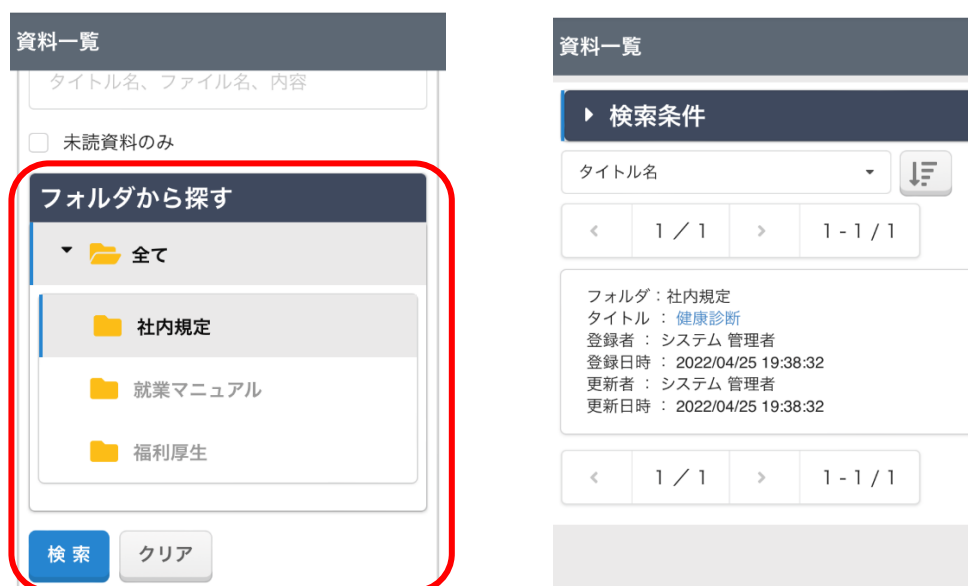 資料一覧
タイトル名、ファイル名、内容
未読資料のみ
フォルダから探す
全て
社内規定
就業マニュアル
福利厚生
検 索
クリア
資料一覧
検索条件
タイトル名
1 ／ 1
1 - 1 / 1
フォルダ：社内規定
タイトル ： 健康診断
登録者 ： システム 管理者
登録日時 ： 2022/04/25 19:38:32
更新者 ： システム 管理者
更新日時 ： 2022/04/25 19:38:32
1 ／ 1
1 - 1 / 1